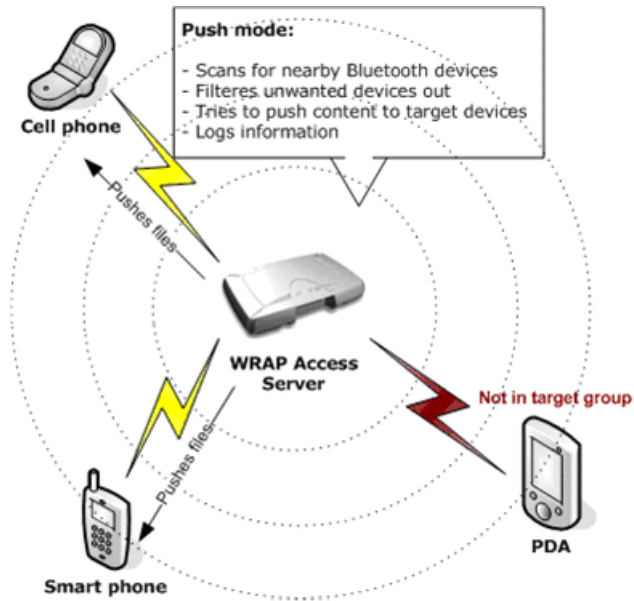 Push mode:
- Scans for nearby Bluetooth devices
- Filteres unwanted devices out
- Tries to push content to target devices
- Logs information
Cell phone
Pushes files
WRAP Access
Server
Not in target group
Pushes files
PDA
Smart phone